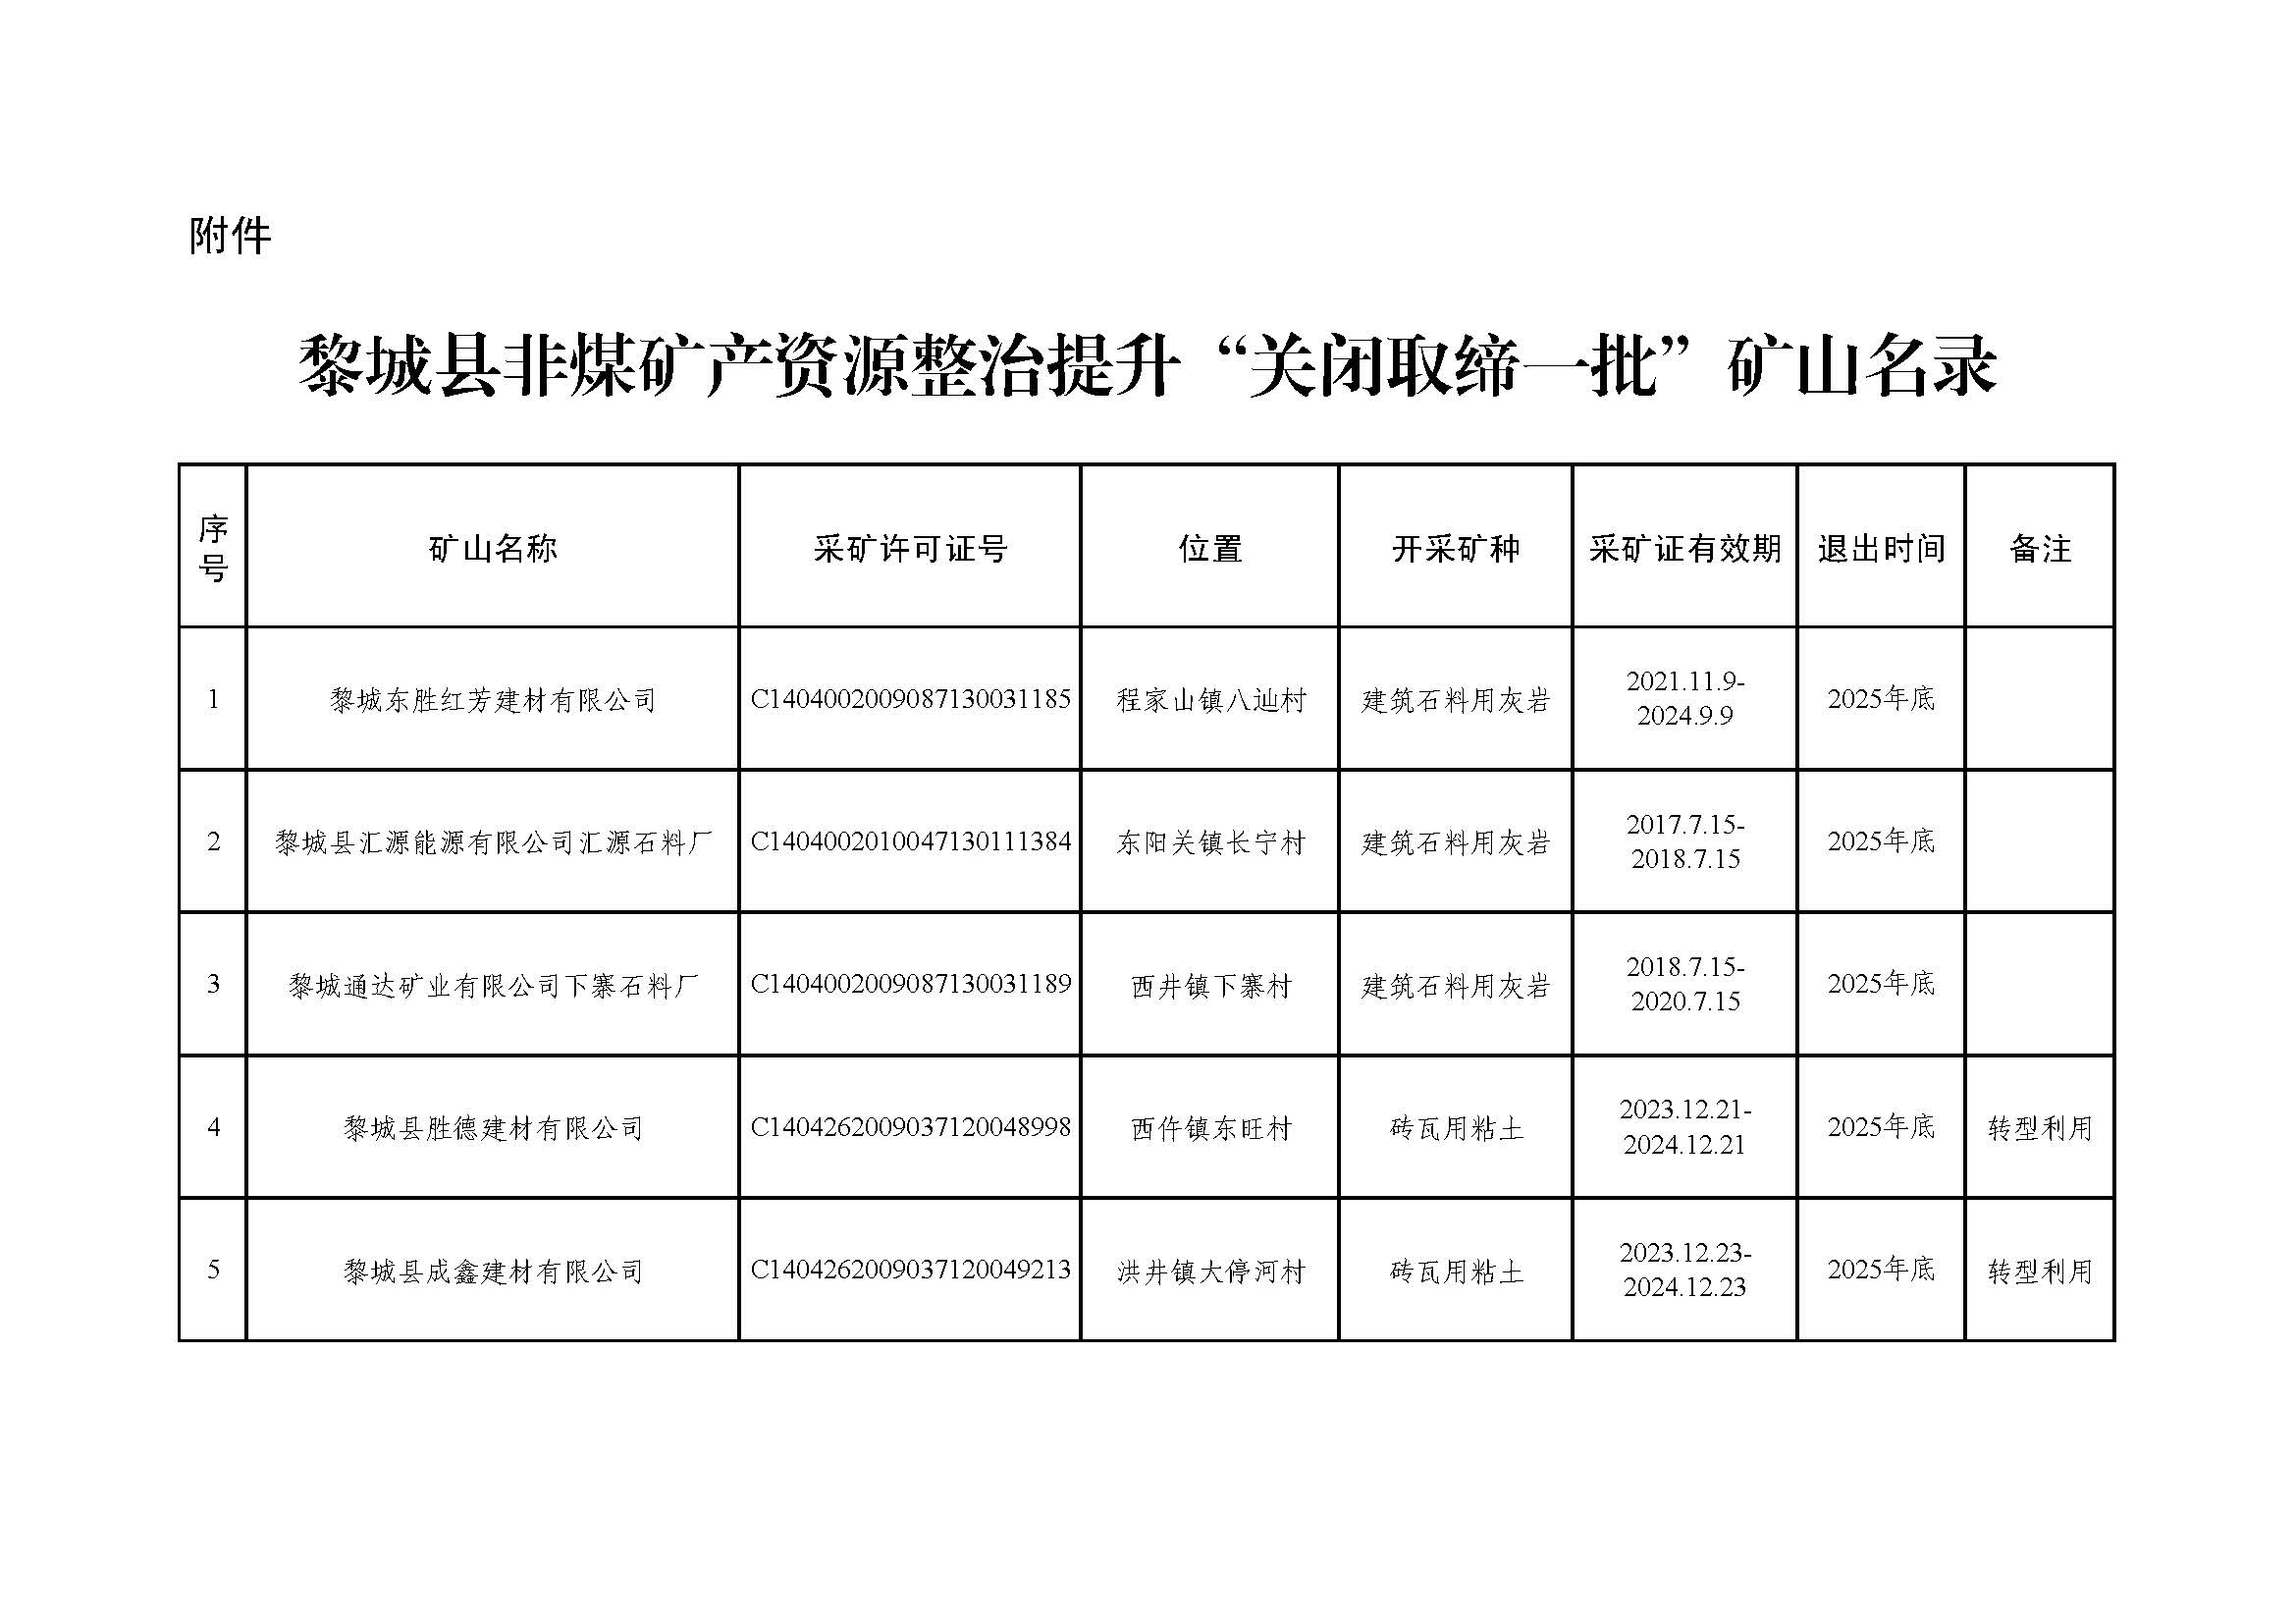 附件
黎城县非煤矿产资源整治提升“关闭取缔一批”矿山名录
序号 矿山名称 采矿许可证号 位置 开采矿种 采矿证有效期 退出时间 备注
1 黎城东胜红芳建材有限公司 C1404002009087130031185 程家山镇八辿村 建筑石料用灰岩 2021.11.9-2024.9.9 2025年底
2 黎城县汇源能源有限公司汇源石料厂 C1404002010047130111384 东阳关镇长宁村 建筑石料用灰岩 2017.7.15-2018.7.15 2025年底
3 黎城通达矿业有限公司下寨石料厂 C1404002009087130031189 西井镇下寨村 建筑石料用灰岩 2018.7.15-2020.7.15 2025年底
4 黎城县胜德建材有限公司 C1404262009037120048998 西仵镇东旺村 砖瓦用粘土 2023.12.21-2024.12.21 2025年底 转型利用
5 黎城县成鑫建材有限公司 C1404262009037120049213 洪井镇大停河村 砖瓦用粘土 2023.12.23-2024.12.23 2025年底 转型利用